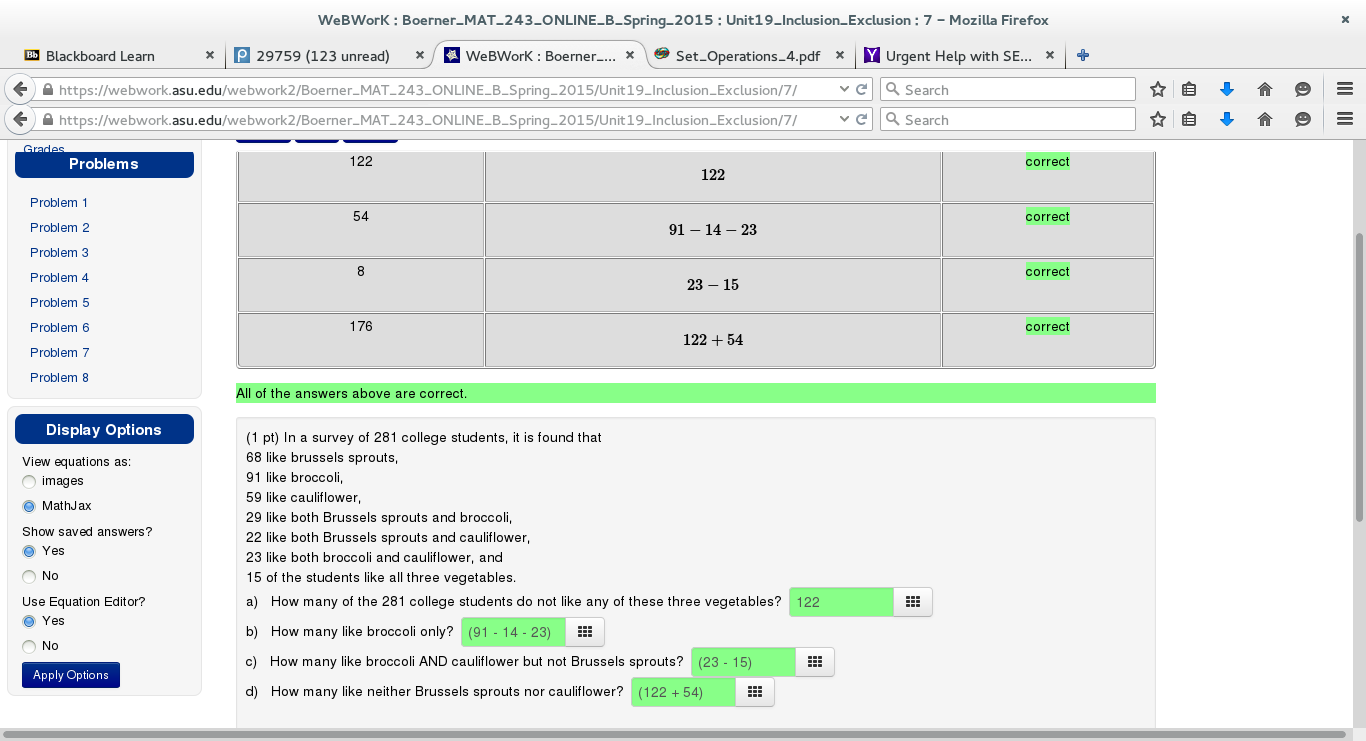 WeBWorK : Boerner_MAT_243_ONLINE_B_Spring_2015 : Unit19_Inclusion_Exclusion : 7 – Mozilla Firefox
Bb Blackboard Learn
29759 (123 unread)
WeBWorK : Boerner_...
Set_Operations_4.pdf
Urgent Help with SE...
https://webwork.asu.edu/webwork2/Boerner_MAT_243_ONLINE_B_Spring_2015/Unit19_Inclusion_Exclusion/7/
Search
https://webwork.asu.edu/webwork2/Boerner_MAT_243_ONLINE_B_Spring_2015/Unit19_Inclusion_Exclusion/7/
Search
Grades
Problems
Problem 1
Problem 2
Problem 3
Problem 4
Problem 5
Problem 6
Problem 7
Problem 8
Display Options
View equations as:
images
MathJax
Show saved answers?
Yes
No
Use Equation Editor?
Yes
No
Apply Options
122 122 correct
54 91 − 14 − 23 correct
8 23 − 15 correct
176 122 + 54 correct
All of the answers above are correct.
(1 pt) In a survey of 281 college students, it is found that
68 like brussels sprouts,
91 like broccoli,
59 like cauliflower,
29 like both Brussels sprouts and broccoli,
22 like both Brussels sprouts and cauliflower,
23 like both broccoli and cauliflower, and
15 of the students like all three vegetables.
a) How many of the 281 college students do not like any of these three vegetables? 122
b) How many like broccoli only? (91 - 14 - 23)
c) How many like broccoli AND cauliflower but not Brussels sprouts? (23 - 15)
d) How many like neither Brussels sprouts nor cauliflower? (122 + 54)